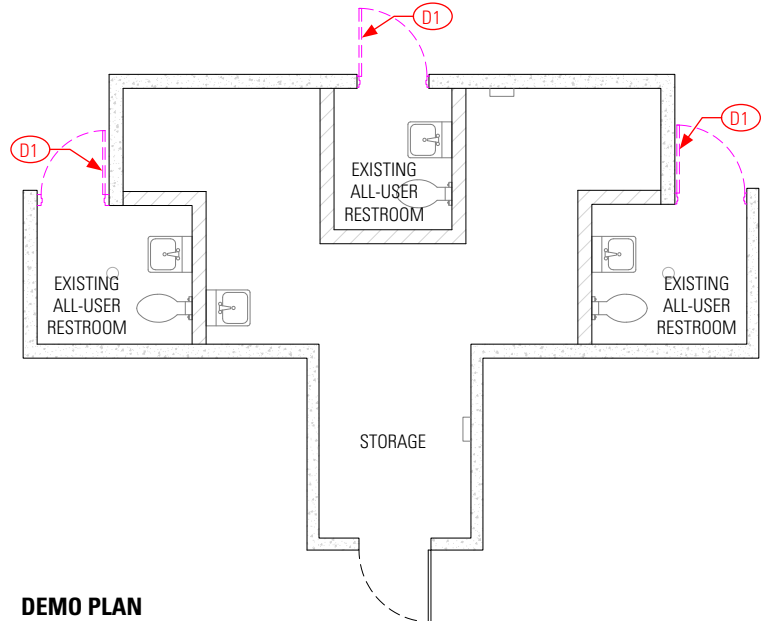 D1
D1
D1
EXISTING
ALL-USER
RESTROOM
EXISTING
ALL-USER
RESTROOM
EXISTING
ALL-USER
RESTROOM
STORAGE
DEMO PLAN